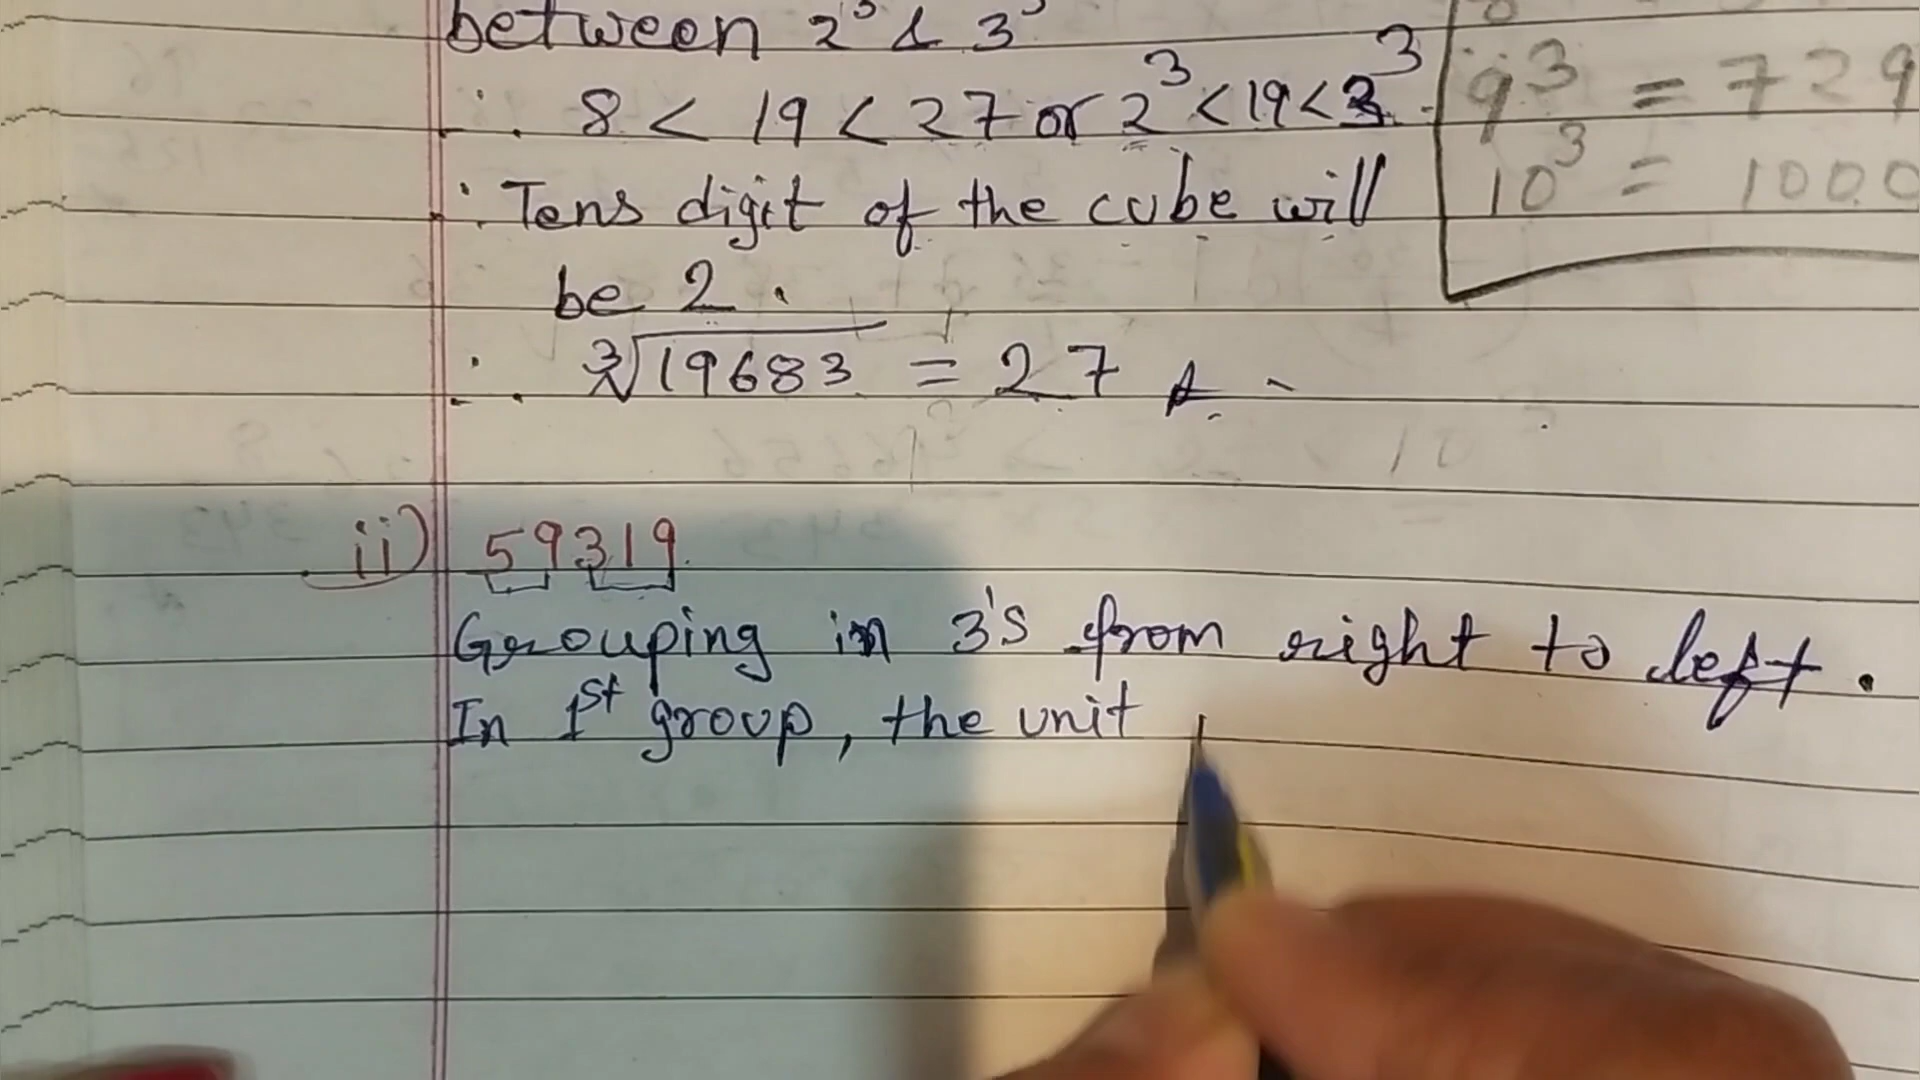 between 2³ & 3³
∴ 8 < 19 < 27 or 2³ < 19 < 3³
∴ Tens digit of the cube will
be 2.
∴ ∛19683 = 27
ii) 59319
Grouping in 3's from right to left.
In 1st group, the unit
9³ = 729
10³ = 1000